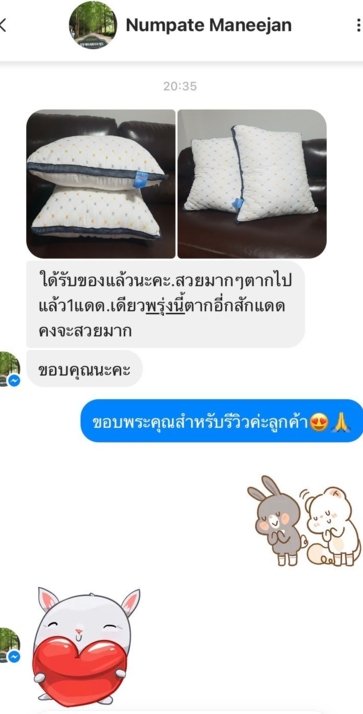 Numpate Maneejan
20:35
ได้รับของแล้วนะคะ.สวยมากๆตากไป
แล้ว1แดด.เดียวพรุ่งนี้ตากอี่กสักแดด
คงจะสวยมาก
ขอบคุณนะคะ
ขอบพระคุณสำหรับรีวิวค่ะลูกค้า😍🙏